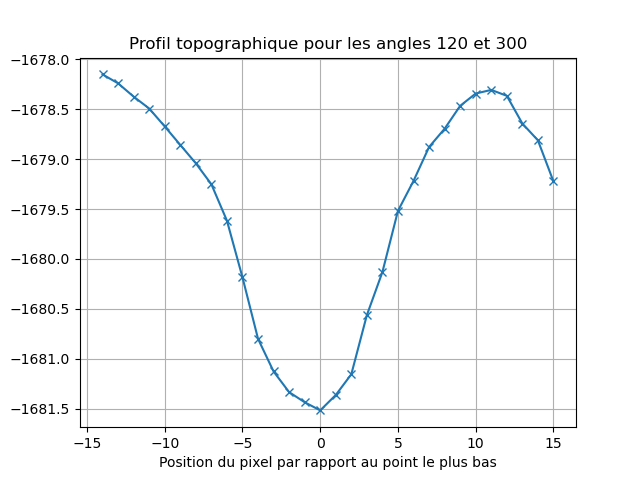 Profil topographique pour les angles 120 et 300
−1678.0
−1678.5
−1679.0
−1679.5
−1680.0
−1680.5
−1681.0
−1681.5
−15 −10 −5 0 5 10 15
Position du pixel par rapport au point le plus bas